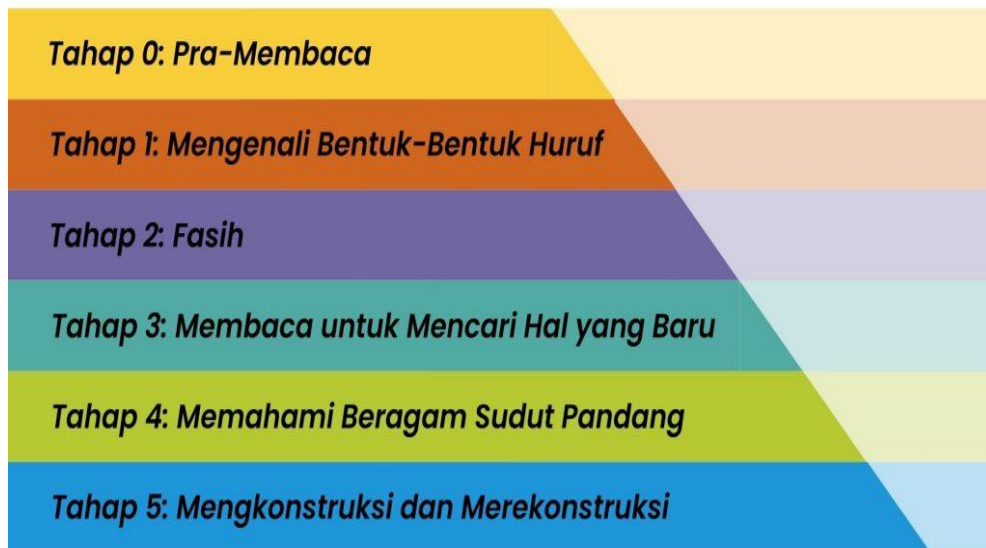 Tahap 0: Pra-Membaca
Tahap 1: Mengenali Bentuk-Bentuk Huruf
Tahap 2: Fasih
Tahap 3: Membaca untuk Mencari Hal yang Baru
Tahap 4: Memahami Beragam Sudut Pandang
Tahap 5: Mengkonstruksi dan Merekonstruksi